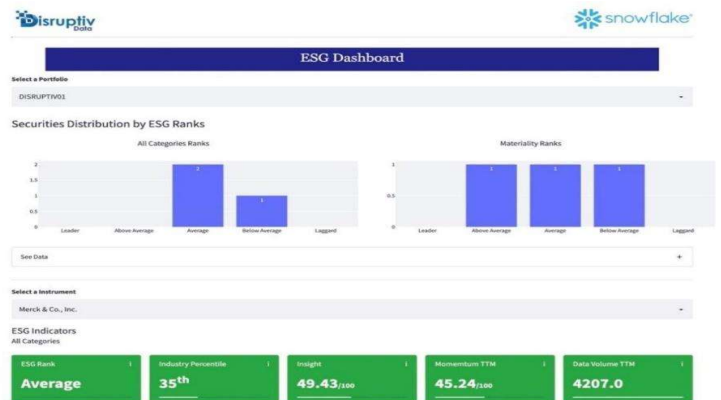 Disruptiv
Data
snowflake
ESG Dashboard
Select a Portfolio
DISRUPTIV01
Securities Distribution by ESG Ranks
All Categories Ranks
2
1.5
1
0.5
0
2
1
Leader
Above Average
Average
Below Average
Laggard
Materiality Ranks
1
0.5
0
1
1
1
Leader
Above Average
Average
Below Average
Laggard
See Data
+
Select a Instrument
Merck & Co., Inc.
ESG Indicators
All Categories
ESG Rank
Average
Industry Percentile
35th
Insight
49.43/100
Momentum TTM
45.24/100
Data Volume TTM
4207.0